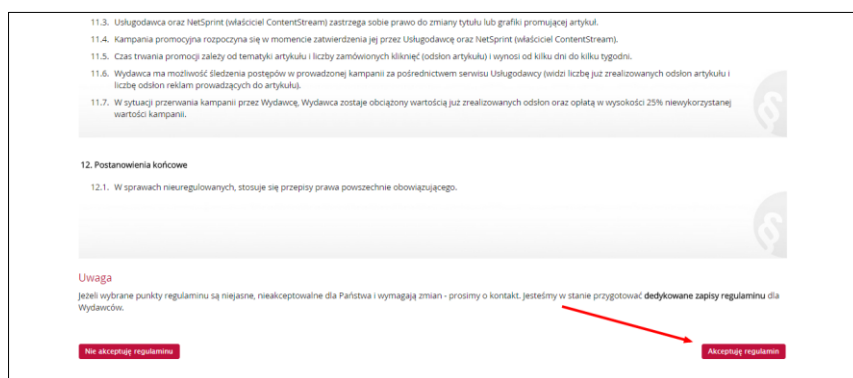 11.3. Usługodawca oraz NetSprint (właściciel ContentStream) zastrzega sobie prawo do zmiany tytułu lub grafiki promującej artykuł.
11.4. Kampania promocyjna rozpoczyna się w momencie zatwierdzenia jej przez Usługodawcę oraz NetSprint (właściciel ContentStream).
11.5. Czas trwania promocji zależy od tematyki artykułu i liczby zamówionych kliknięć (odsłon artykułu) i wynosi od kilku dni do kilku tygodni.
11.6. Wydawca ma możliwość śledzenia postępów w prowadzonej kampanii za pośrednictwem serwisu Usługodawcy (widzi liczbę już zrealizowanych odsłon artykułu i
liczbę odsłon reklam prowadzących do artykułu).
11.7. W sytuacji przerwania kampanii przez Wydawcę, Wydawca zostaje obciążony wartością już zrealizowanych odsłon oraz opłatą w wysokości 25% niewykorzystanej
wartości kampanii.
12. Postanowienia końcowe
12.1. W sprawach nieuregulowanych, stosuje się przepisy prawa powszechnie obowiązującego.
Uwaga
Jeżeli wybrane punkty regulaminu są niejasne, nieakceptowalne dla Państwa i wymagają zmian - prosimy o kontakt. Jesteśmy w stanie przygotować dedykowane zapisy regulaminu dla
Wydawców.
Nie akceptuję regulaminu
Akceptuję regulamin